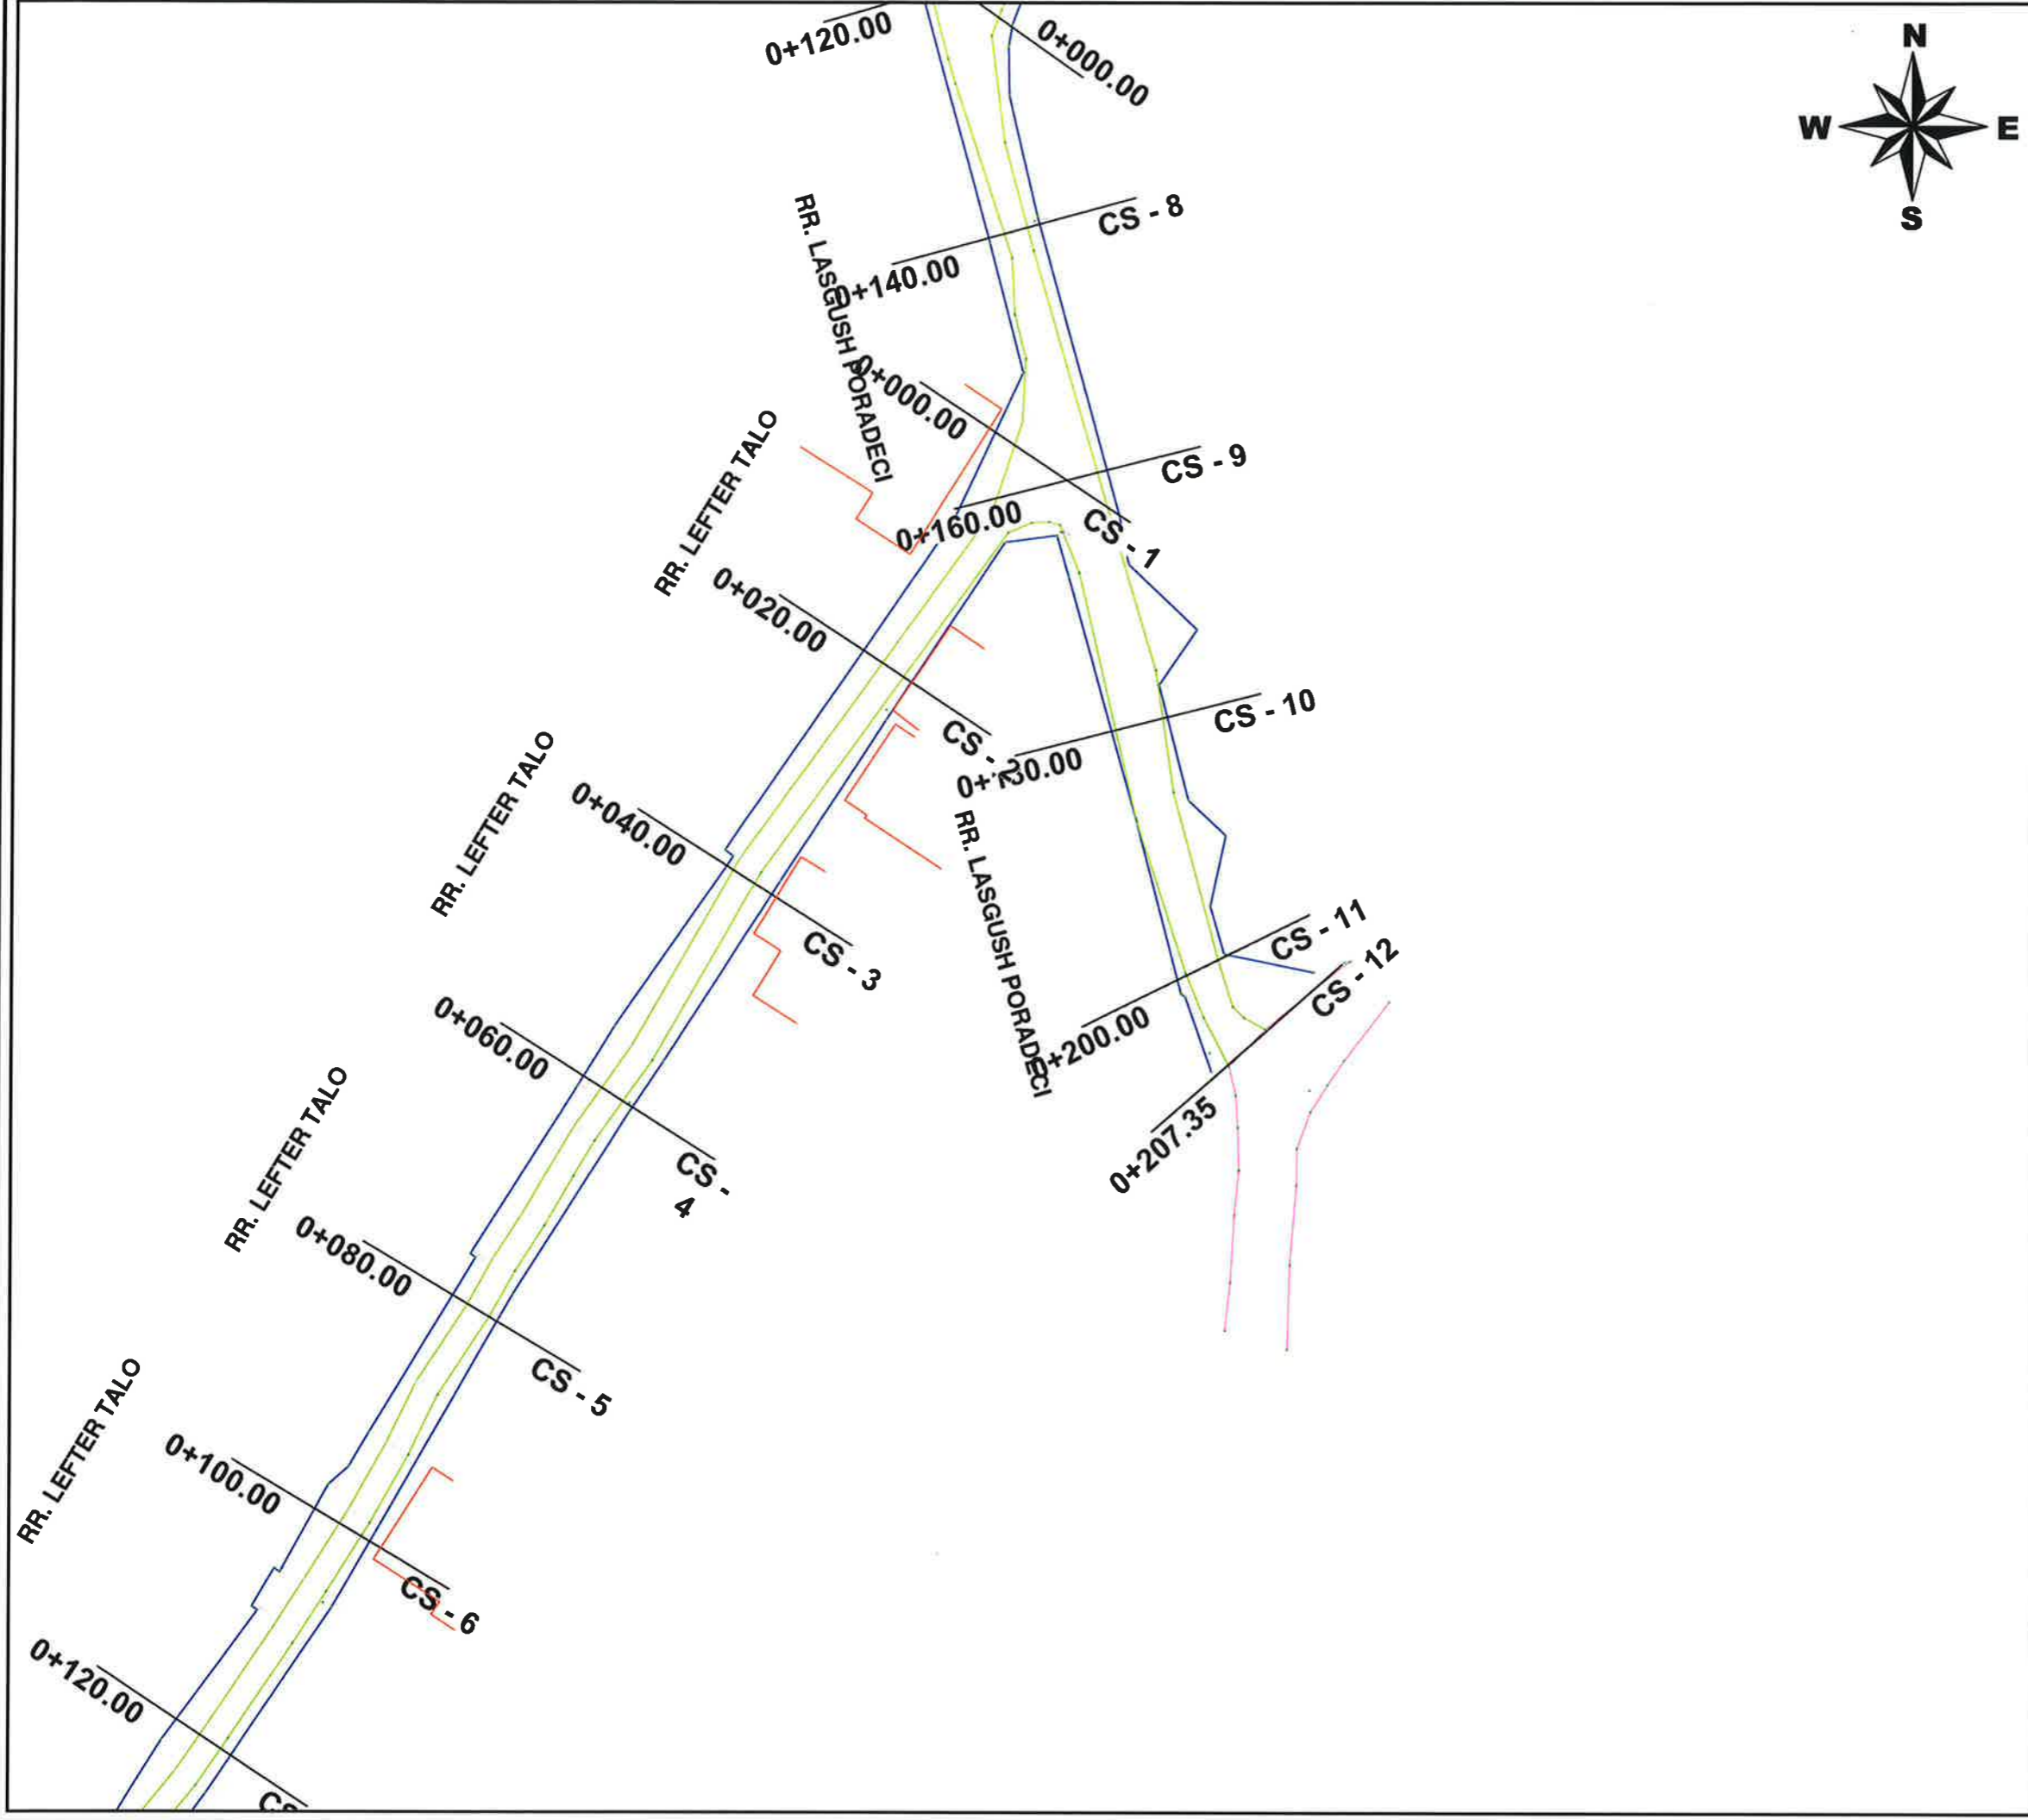 0+120.00
0+000.00
N
W
E
S
CS - 8
0+140.00
RR. LASGUSH PORADECI
0+000.00
CS - 9
0+160.00
CS - 1
RR. LEFTER TALO
0+020.00
CS - 2
CS - 10
0+180.00
RR. LEFTER TALO
0+040.00
CS - 3
RR. LASGUSH PORADECI
CS - 11
CS - 12
0+200.00
0+060.00
0+207.35
CS -
4
RR. LEFTER TALO
0+080.00
CS - 5
RR. LEFTER TALO
0+100.00
CS - 6
0+120.00